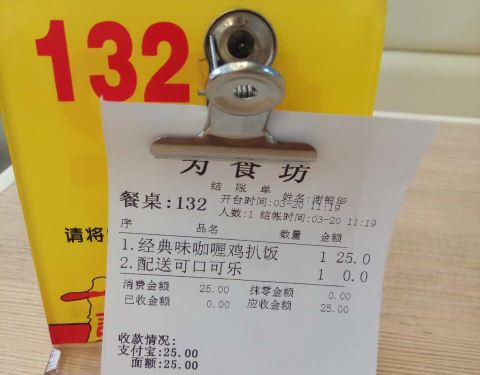 132
请将
为食坊
结账单
姓名:谢银华
餐桌:132 开台时间:03-20 11:19
人数:1 结帐时间:03-20 11:19
序 品名 数量 金额
1.经典味咖喱鸡扒饭 1 25.0
2.配送可口可乐 1 0.0
消费金额 25.00 抹零金额 0.00
已收金额 0.00 应收金额 25.00
收款情况:
支付宝:25.00
面额:25.00